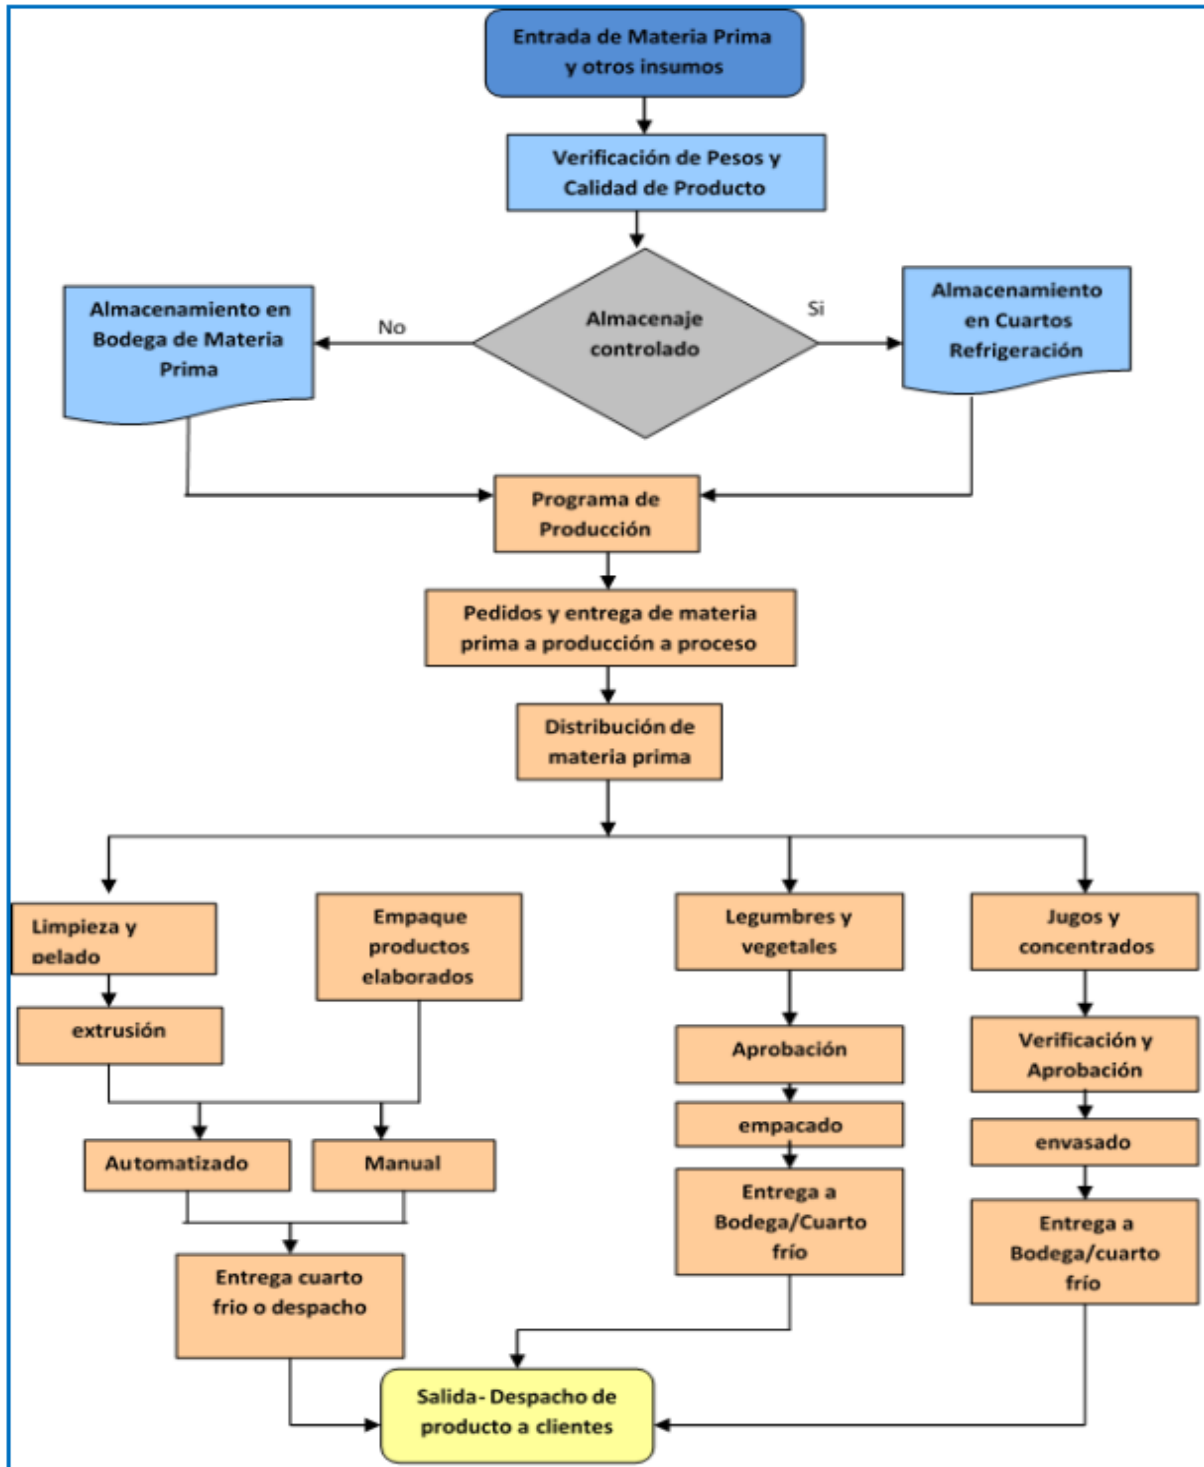 Entrada de Materia Prima
y otros insumos
Verificación de Pesos y
Calidad de Producto
Almacenamiento en
Bodega de Materia
Prima
No
Almacenaje
controlado
Si
Almacenamiento
en Cuartos
Refrigeración
Programa de
Producción
Pedidos y entrega de materia
prima a producción a proceso
Distribución de
materia prima
Limpieza y
pelado
Empaque
productos
elaborados
Legumbres y
vegetales
Jugos y
concentrados
extrusión
Aprobación
Verificación y
Aprobación
empacado
envasado
Automatizado
Manual
Entrega a
Bodega/Cuarto
frío
Entrega a
Bodega/cuarto
frío
Entrega cuarto
frio o despacho
Salida- Despacho de
producto a clientes